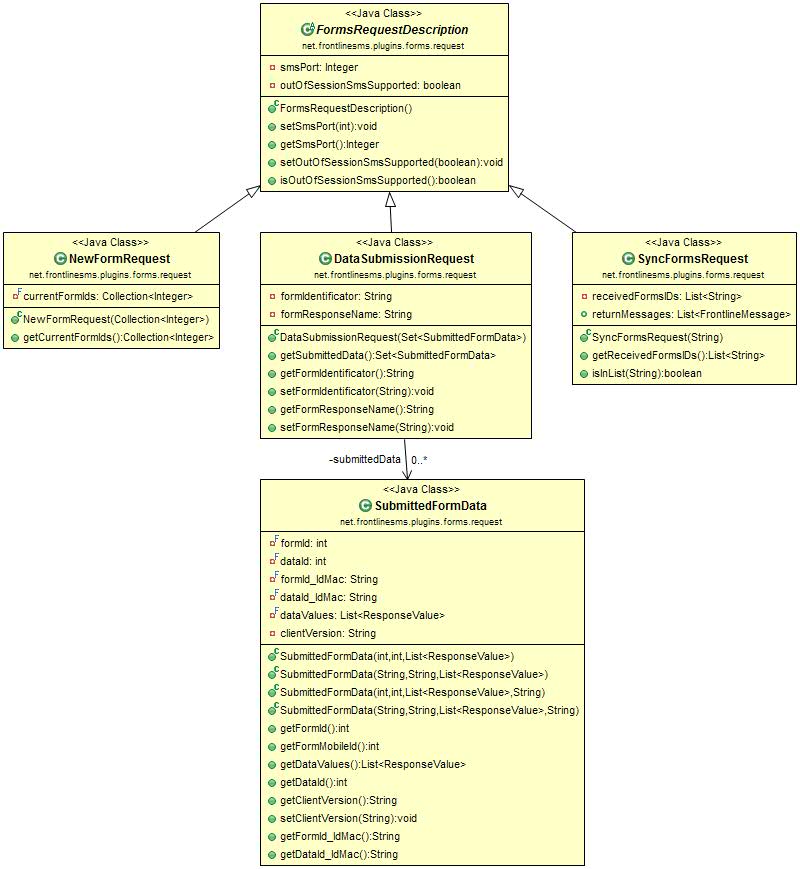 <<Java Class>>
FormsRequestDescription
net.frontlinesms.plugins.forms.request
smsPort: Integer
outOfSessionSmsSupported: boolean
FormsRequestDescription()
setSmsPort(int):void
getSmsPort():Integer
setOutOfSessionSmsSupported(boolean):void
isOutOfSessionSmsSupported():boolean
<<Java Class>>
NewFormRequest
net.frontlinesms.plugins.forms.request
currentFormIds: Collection<Integer>
NewFormRequest(Collection<Integer>)
getCurrentFormIds():Collection<Integer>
<<Java Class>>
DataSubmissionRequest
net.frontlinesms.plugins.forms.request
formIdentificator: String
formResponseName: String
DataSubmissionRequest(Set<SubmittedFormData>)
getSubmittedData():Set<SubmittedFormData>
getFormIdentificator():String
setFormIdentificator(String):void
getFormResponseName():String
setFormResponseName(String):void
<<Java Class>>
SyncFormsRequest
net.frontlinesms.plugins.forms.request
receivedFormsIDs: List<String>
returnMessages: List<FrontlineMessage>
SyncFormsRequest(String)
getReceivedFormsIDs():List<String>
isInList(String):boolean
-submittedData 0..*
<<Java Class>>
SubmittedFormData
net.frontlinesms.plugins.forms.request
formId: int
dataId: int
formId_IdMac: String
dataId_IdMac: String
dataValues: List<ResponseValue>
clientVersion: String
SubmittedFormData(int,int,List<ResponseValue>)
SubmittedFormData(String,String,List<ResponseValue>)
SubmittedFormData(int,int,List<ResponseValue>,String)
SubmittedFormData(String,String,List<ResponseValue>,String)
getFormId():int
getFormMobileId():int
getDataValues():List<ResponseValue>
getDataId():int
getClientVersion():String
setClientVersion(String):void
getFormId_IdMac():String
getDataId_IdMac():String